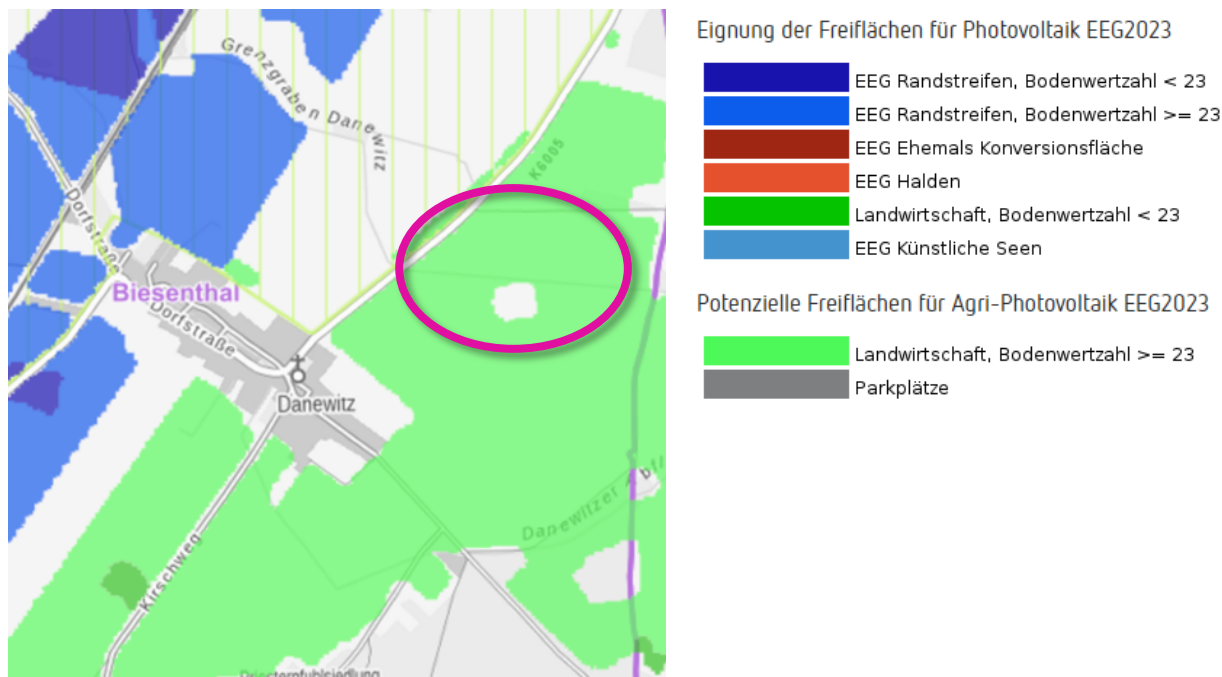 Grenzgraben Danewitz
K6005
Dorfstraße
Biesenthal
Dorfstraße
Danewitz
Danewitzer
Kirschweg
Eignung der Freiflächen für Photovoltaik EEG2023
EEG Randstreifen, Bodenwertzahl < 23
EEG Randstreifen, Bodenwertzahl >= 23
EEG Ehemals Konversionsfläche
EEG Halden
Landwirtschaft, Bodenwertzahl < 23
EEG Künstliche Seen
Potenzielle Freiflächen für Agri-Photovoltaik EEG2023
Landwirtschaft, Bodenwertzahl >= 23
Parkplätze